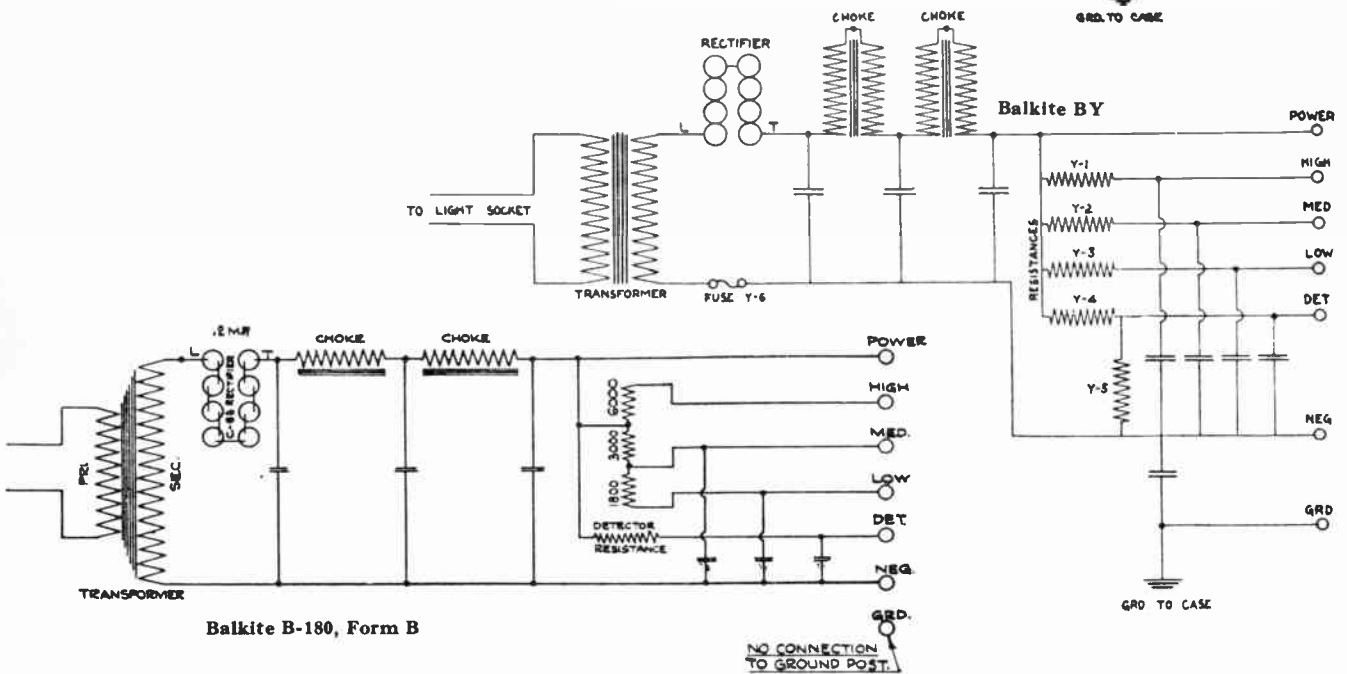 GRD. TO CASE
CHOKE
CHOKE
RECTIFIER
L
T
Balkite BY
POWER
HIGH
MED
LOW
DET
NEG
GRD
Y-1
Y-2
Y-3
Y-4
Y-5
RESISTANCES
TO LIGHT SOCKET
TRANSFORMER
FUSE Y-6
GRD TO CASE
L
T
RECTIFIER
CHOKE
CHOKE
PRI.
SEC.
TRANSFORMER
6000
3000
1800
DETECTOR
RESISTANCE
POWER
HIGH
MED.
LOW
DET
NEG.
GRD.
NO CONNECTION
TO GROUND POST.
Balkite B-180, Form B